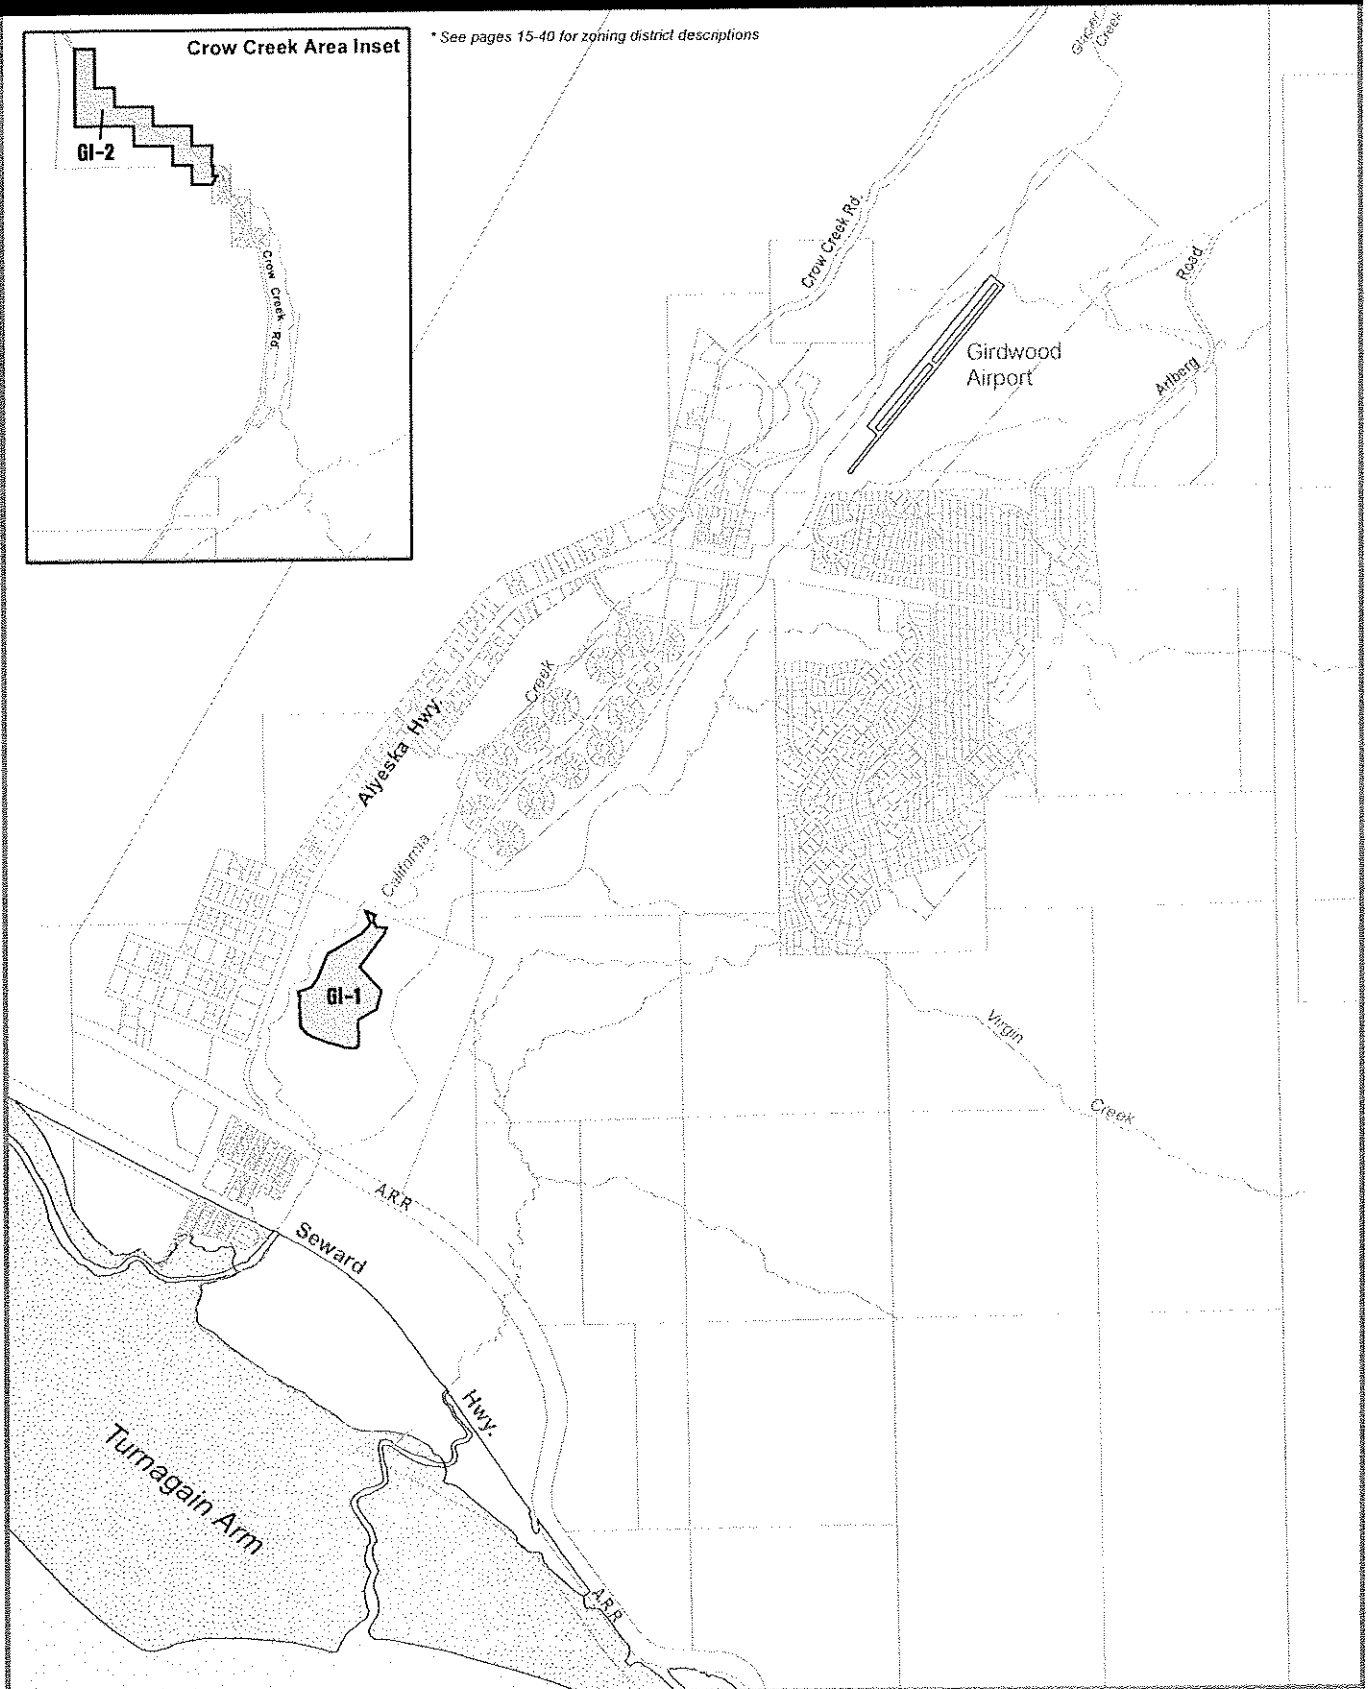 Crow Creek Area Inset
* See pages 15-40 for zoning district descriptions
GI-2
Crow Creek Rd.
Glacier Creek
Crow Creek Rd.
Road
Arlberg
Girdwood
Airport
Alyeska Hwy.
Creek
California
GI-1
Virgin
Creek
A.R.R
Seward
Hwy.
Turnagain Arm
A.R.R